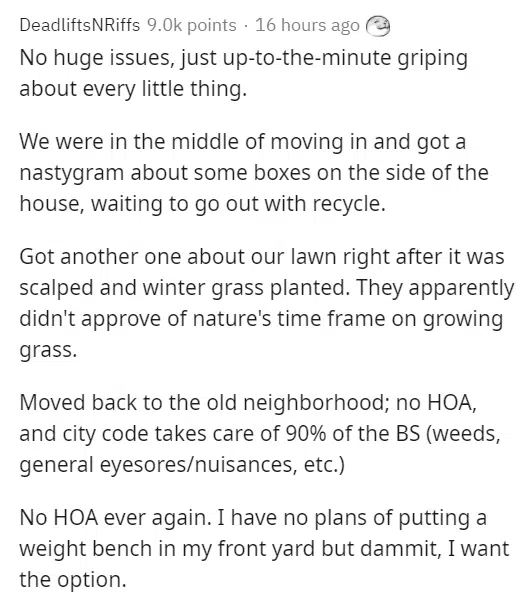 DeadliftsNRiffs 9.0k points · 16 hours ago
No huge issues, just up-to-the-minute griping
about every little thing.
We were in the middle of moving in and got a
nastygram about some boxes on the side of the
house, waiting to go out with recycle.
Got another one about our lawn right after it was
scalped and winter grass planted. They apparently
didn't approve of nature's time frame on growing
grass.
Moved back to the old neighborhood; no HOA,
and city code takes care of 90% of the BS (weeds,
general eyesores/nuisances, etc.)
No HOA ever again. I have no plans of putting a
weight bench in my front yard but dammit, I want
the option.